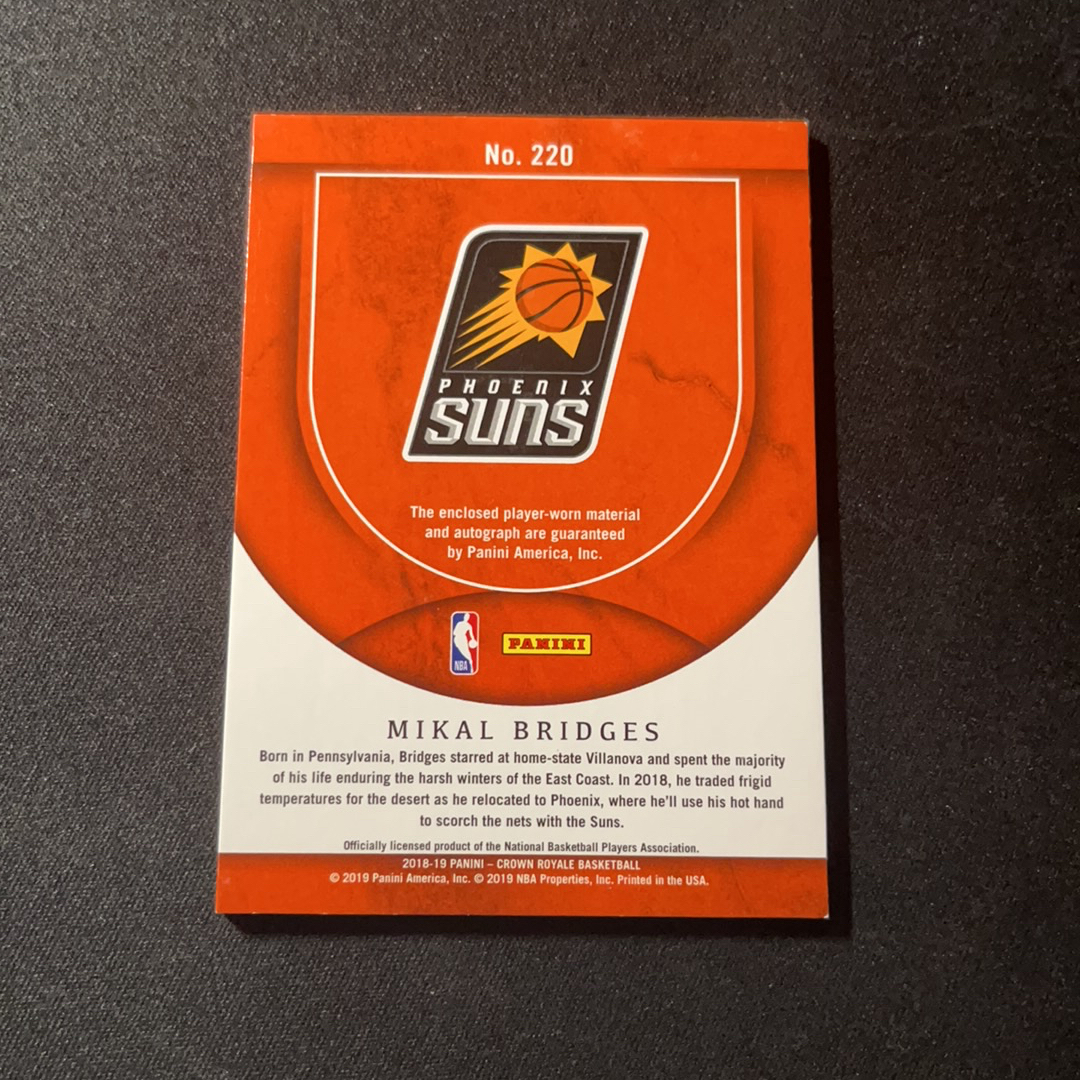 No. 220
PHOENIX
SUNS
The enclosed player-worn material
and autograph are guaranteed
by Panini America, Inc.
NBA
PANINI
MIKAL BRIDGES
Born in Pennsylvania, Bridges starred at home-state Villanova and spent the majority
of his life enduring the harsh winters of the East Coast. In 2018, he traded frigid
temperatures for the desert as he relocated to Phoenix, where he'll use his hot hand
to scorch the nets with the Suns.
Officially licensed product of the National Basketball Players Association.
2018-19 PANINI – CROWN ROYALE BASKETBALL
© 2019 Panini America, Inc. © 2019 NBA Properties, Inc. Printed in the USA.